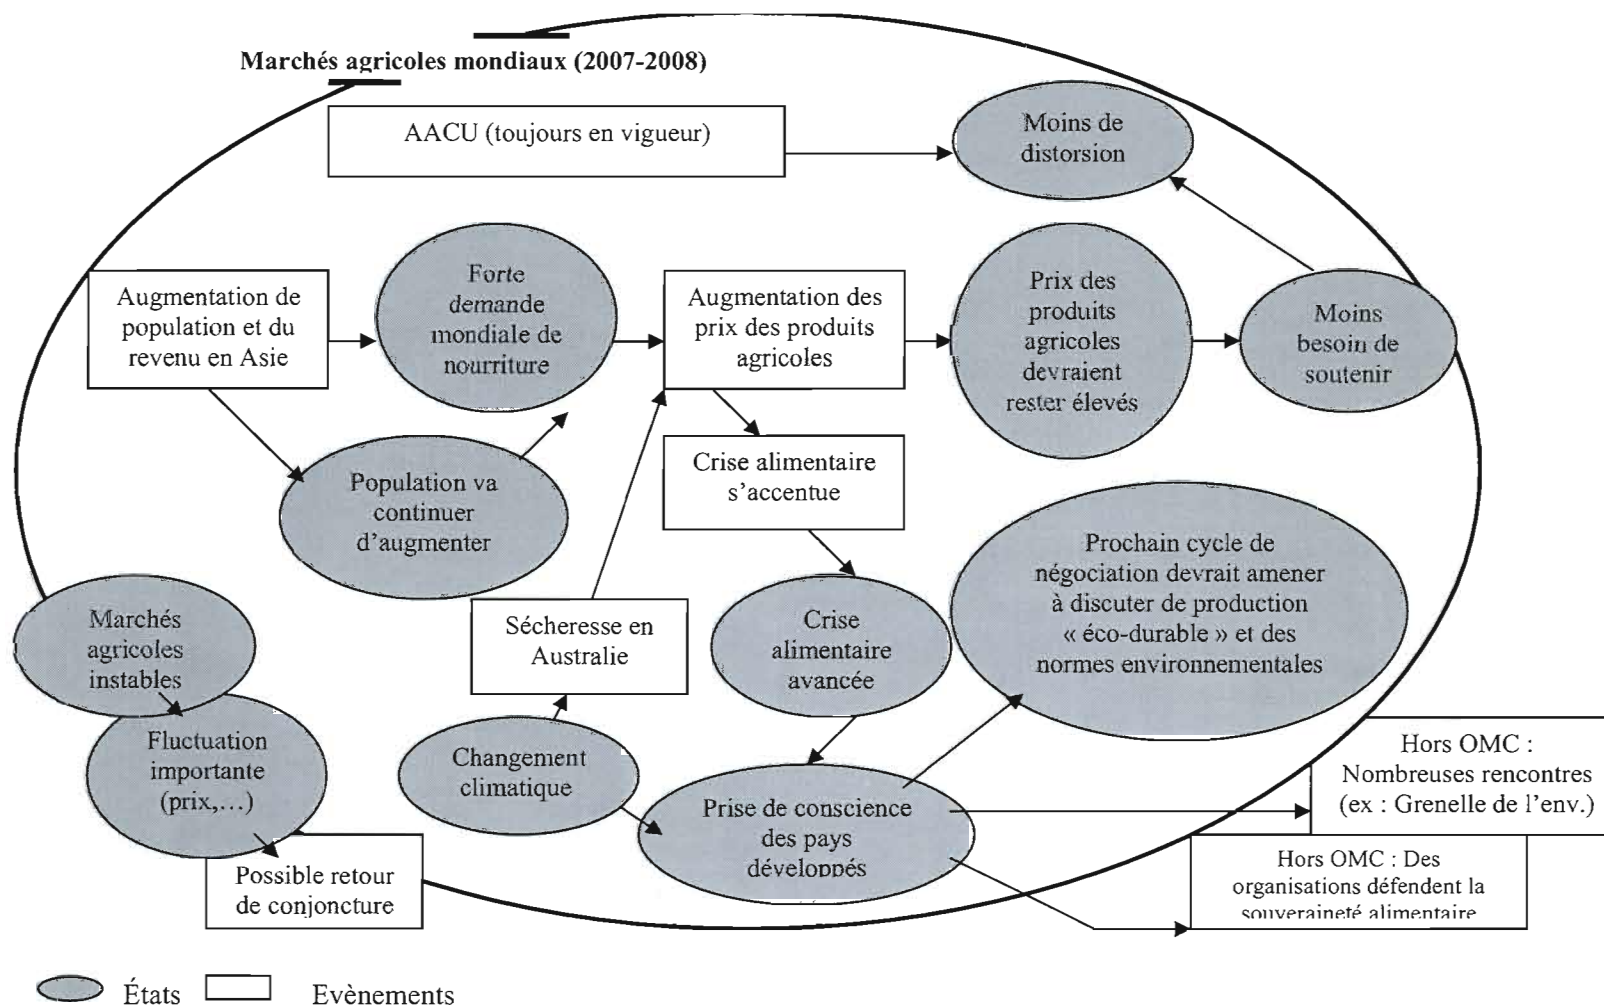 Marchés agricoles mondiaux (2007-2008)
AACU (toujours en vigueur)
Moins de
distorsion
Augmentation de
population et du
revenu en Asie
Forte
demande
mondiale de
nourriture
Augmentation des
prix des produits
agricoles
Prix des
produits
agricoles
devraient
rester élevés
Moins
besoin de
soutenir
Population va
continuer
d’augmenter
Crise alimentaire
s’accentue
Prochain cycle de
négociation devrait amener
à discuter de production
« éco-durable » et des
normes environnementales
Marchés
agricoles
instables
Sécheresse en
Australie
Crise
alimentaire
avancée
Fluctuation
importante
(prix,…)
Changement
climatique
Prise de conscience
des pays
développés
Hors OMC :
Nombreuses rencontres
(ex : Grenelle de l’env.)
Possible retour
de conjoncture
Hors OMC : Des
organisations défendent la
souveraineté alimentaire
États
Evènements